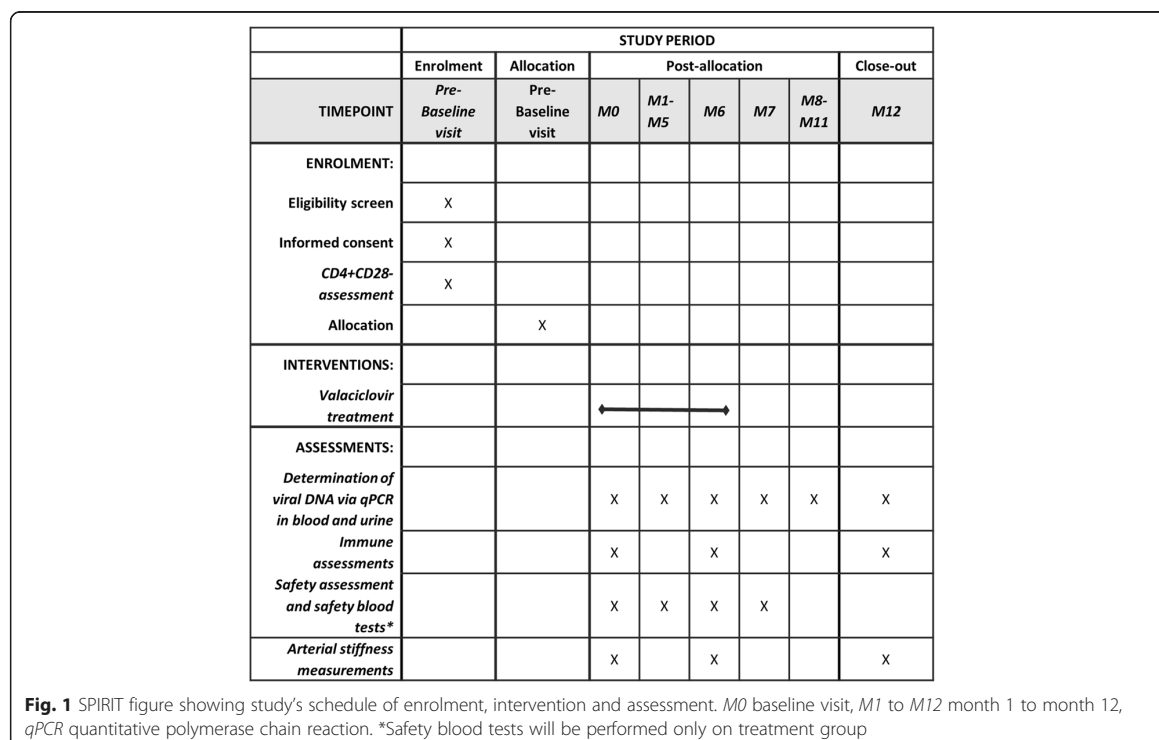 STUDY PERIOD
Enrolment Allocation Post-allocation Close-out
TIMEPOINT Pre-Baseline visit Pre-Baseline visit M0 M1-M5 M6 M7 M8-M11 M12
ENROLMENT:
Eligibility screen X
Informed consent X
CD4+CD28-
assessment X
Allocation X
INTERVENTIONS:
Valaciclovir
treatment
ASSESSMENTS:
Determination of
viral DNA via qPCR X X X X X X
in blood and urine
Immune
assessments X X X
Safety assessment
and safety blood X X X X
tests*
Arterial stiffness
measurements X X X
Fig. 1 SPIRIT figure showing study's schedule of enrolment, intervention and assessment. M0 baseline visit, M1 to M12 month 1 to month 12,
qPCR quantitative polymerase chain reaction. *Safety blood tests will be performed only on treatment group